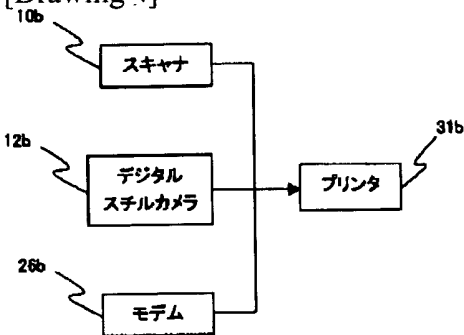 [Drawing
10b
スキャナ
12b
デジタル
スチルカメラ
31b
プリンタ
26b
モデム